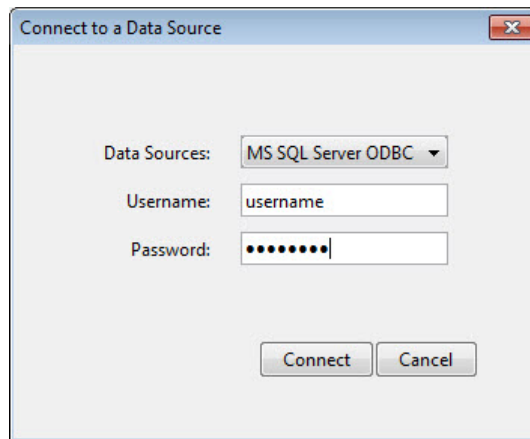 Connect to a Data Source
Data Sources: MS SQL Server ODBC
Username: username
Password: ••••••••
Connect Cancel